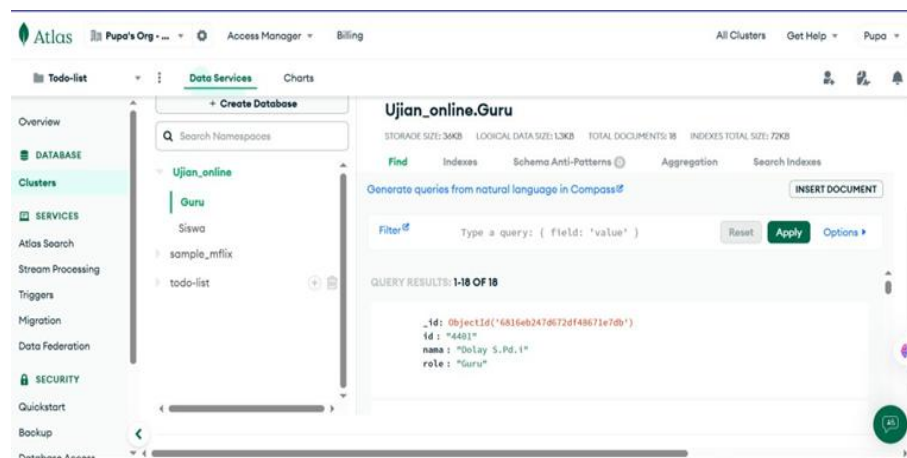 Atlas Pupa's Org - ... Access Manager Billing All Clusters Get Help Pupa
Todo-list Data Services Charts
Overview
DATABASE
Clusters
SERVICES
Atlas Search
Stream Processing
Triggers
Migration
Data Federation
SECURITY
Quickstart
Backup
Database Access
+ Create Database
Search Namespaces
Ujian_online
Guru
Siswa
sample_mflix
todo-list
Ujian_online.Guru
STORAGE SIZE: 36KB LOGICAL DATA SIZE: 1.3KB TOTAL DOCUMENTS: 18 INDEXES TOTAL SIZE: 72KB
Find Indexes Schema Anti-Patterns Aggregation Search Indexes
Generate queries from natural language in Compass
INSERT DOCUMENT
Filter Type a query: { field: 'value' } Reset Apply Options
QUERY RESULTS: 1-18 OF 18
_id: ObjectId('6816eb247d672df48671e7db')
id : "4401"
nama : "Dolay S.Pd.i"
role : "Guru"